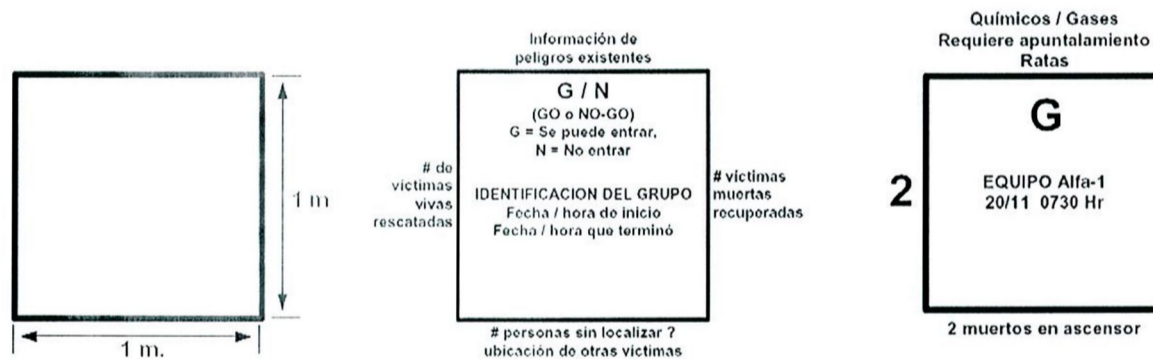 1 m
1 m.
Información de
peligros existentes
G / N
(GO o NO-GO)
G = Se puede entrar,
N = No entrar
# de
víctimas
vivas
rescatadas
IDENTIFICACION DEL GRUPO
Fecha / hora de inicio
Fecha / hora que terminó
# víctimas
muertas
recuperadas
# personas sin localizar ?
ubicación de otras víctimas
Químicos / Gases
Requiere apuntalamiento
Ratas
G
2
EQUIPO Alfa-1
20/11 0730 Hr
2 muertos en ascensor